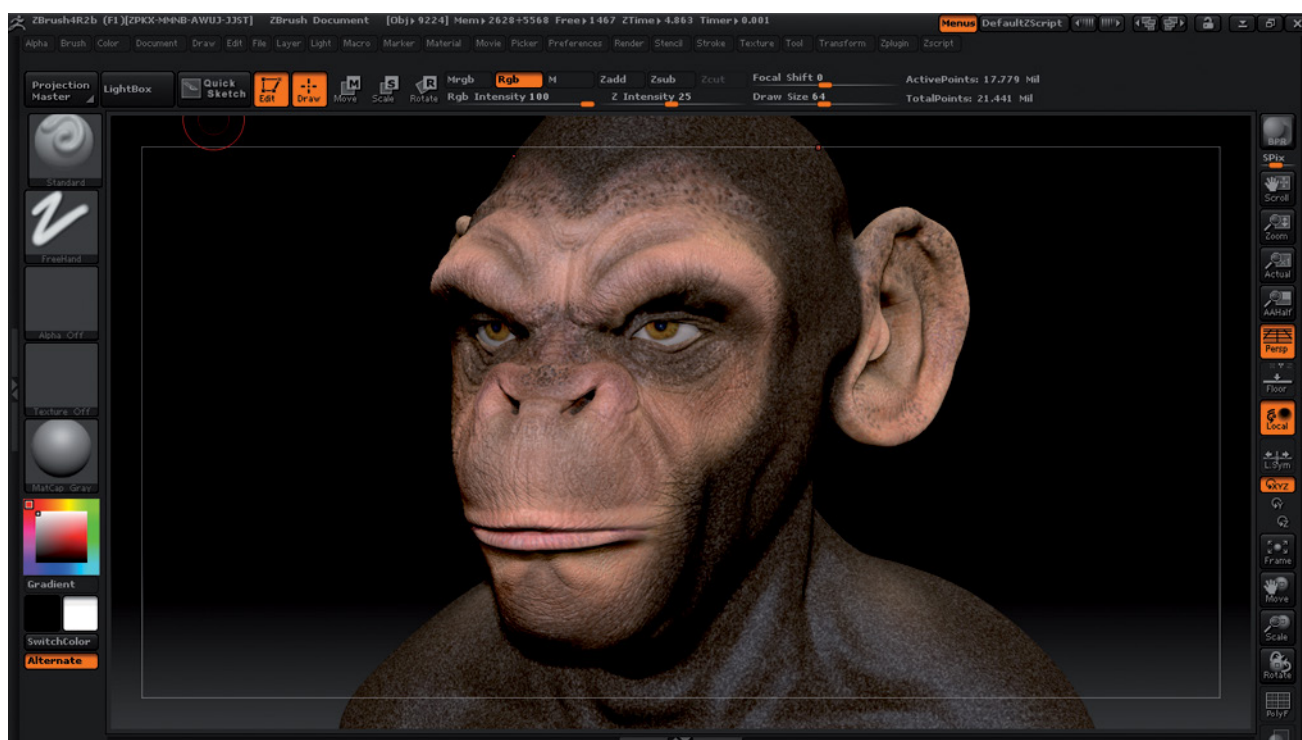 ZBrush4R2b (F1)[ZPKX-MMNB-AWUJ-JJST] ZBrush Document [Obj▸9224] Mem▸2628+5568 Free▸1467 ZTime▸4.863 Timer▸0.001 Menus DefaultZScript
Alpha Brush Color Document Draw Edit File Layer Light Macro Marker Material Movie Picker Preferences Render Stencil Stroke Texture Tool Transform Zplugin Zscript
Projection Master
LightBox
Quick Sketch
Edit
Draw
Move
Scale
Rotate
Mrgb Rgb M
Rgb Intensity 100
Zadd Zsub Zcut
Z Intensity 25
Focal Shift 0
Draw Size 64
ActivePoints: 17.779 Mil
TotalPoints: 21.441 Mil
Standard
FreeHand
Alpha Off
Texture Off
MatCap Gray
Gradient
SwitchColor
Alternate
BPR
SPix
Scroll
Zoom
Actual
AAHalf
Persp
Floor
Local
L.Sym
XYZ
Y
Z
Frame
Move
Scale
Rotate
PolyF